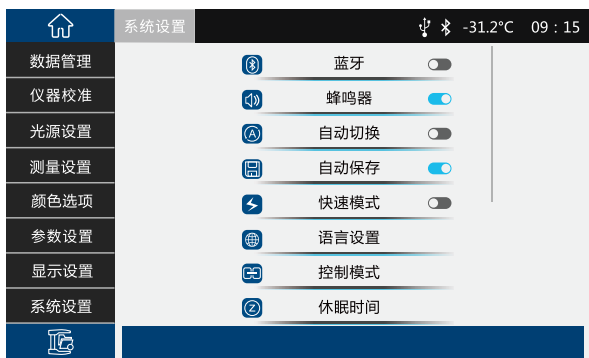 系统设置 -31.2°C 09 : 15
数据管理
仪器校准
光源设置
测量设置
颜色选项
参数设置
显示设置
系统设置
蓝牙
蜂鸣器
A 自动切换
自动保存
快速模式
语言设置
控制模式
Z 休眠时间